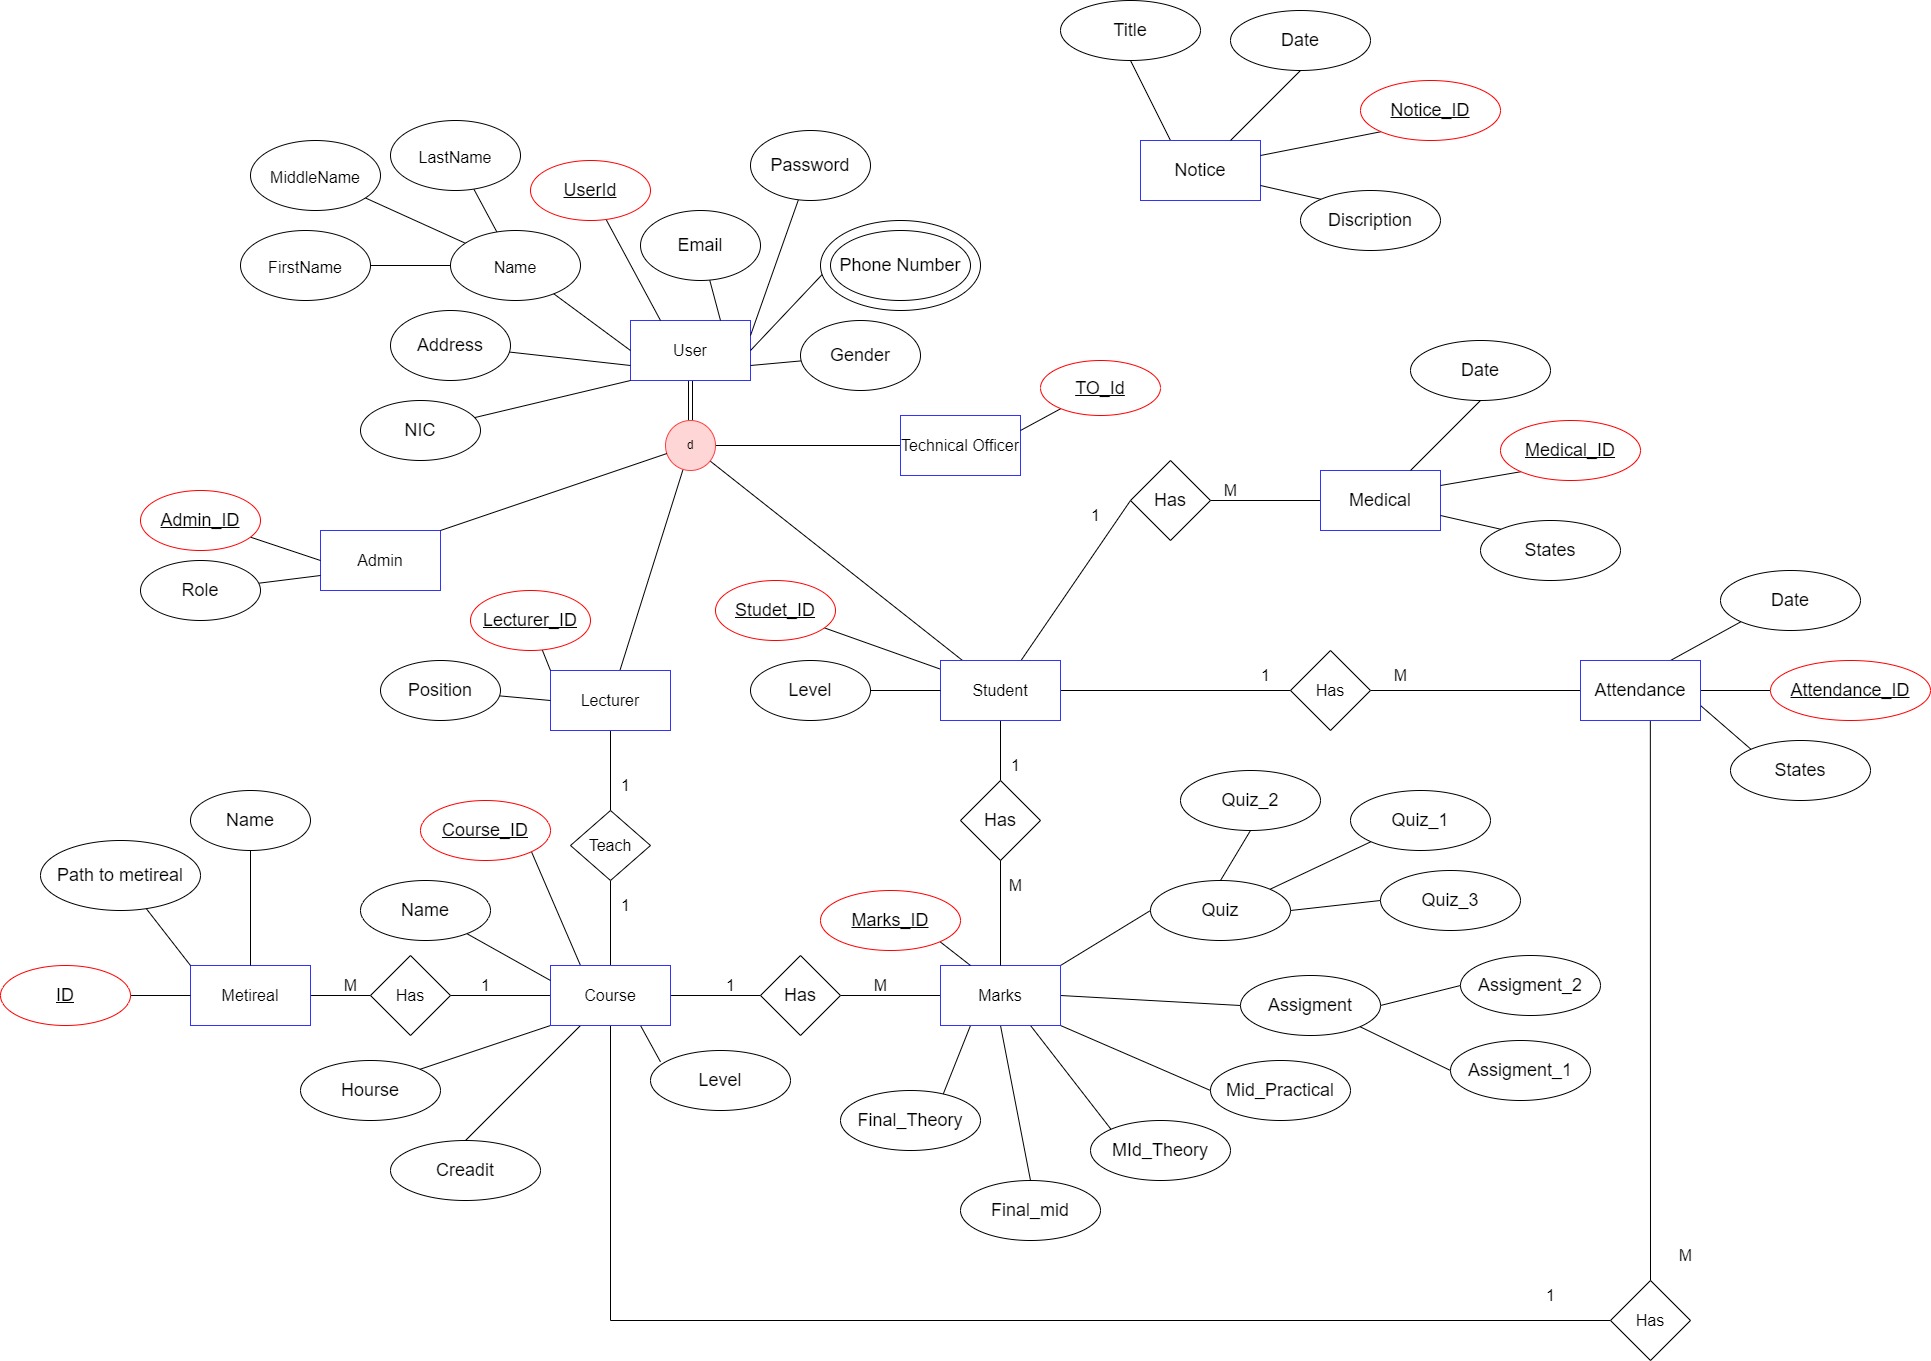 Title
Date
Notice_ID
Notice
Discription
LastName
MiddleName
UserId
Password
Email
Phone Number
FirstName
Name
Address
User
Gender
NIC
d
Technical Officer
TO_Id
Date
Medical_ID
Medical
States
Has
M
1
Admin_ID
Admin
Role
Lecturer_ID
Position
Lecturer
Studet_ID
Level
Student
1
Has
M
Date
Attendance
Attendance_ID
States
1
Teach
1
1
Has
M
Name
Path to metireal
ID
Metireal
M
Has
1
Course_ID
Name
Course
Hourse
Creadit
Level
1
Has
M
Marks_ID
Marks
Quiz_2
Quiz_1
Quiz
Quiz_3
Assigment
Assigment_2
Assigment_1
Mid_Practical
MId_Theory
Final_Theory
Final_mid
M
1
Has